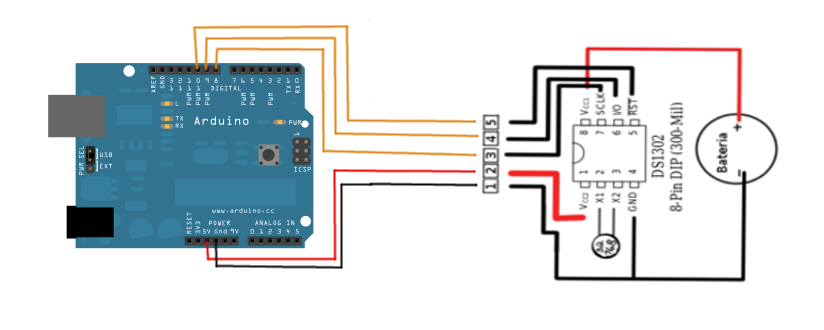 AREF
GND
13
12
11
10
9
8
7
6
5
4
3
2
1
0
PWM
PWM
PWM
PWM
PWM
PWM
TX
RX
DIGITAL
L
TX
RX
Arduino
PWR
1
ICSP
PWR SEL
USB
EXT
www.arduino.cc
POWER
ANALOG IN
RESET
3V3
5V
Gnd
9V
0
1
2
3
4
5
5
4
3
2
1
VCC1
SCLK
I/O
RST
8
7
6
5
1
2
3
4
VCC2
X1
X2
GND
DS1302
8-Pin DIP (300-Mil)
Bateria
+
−